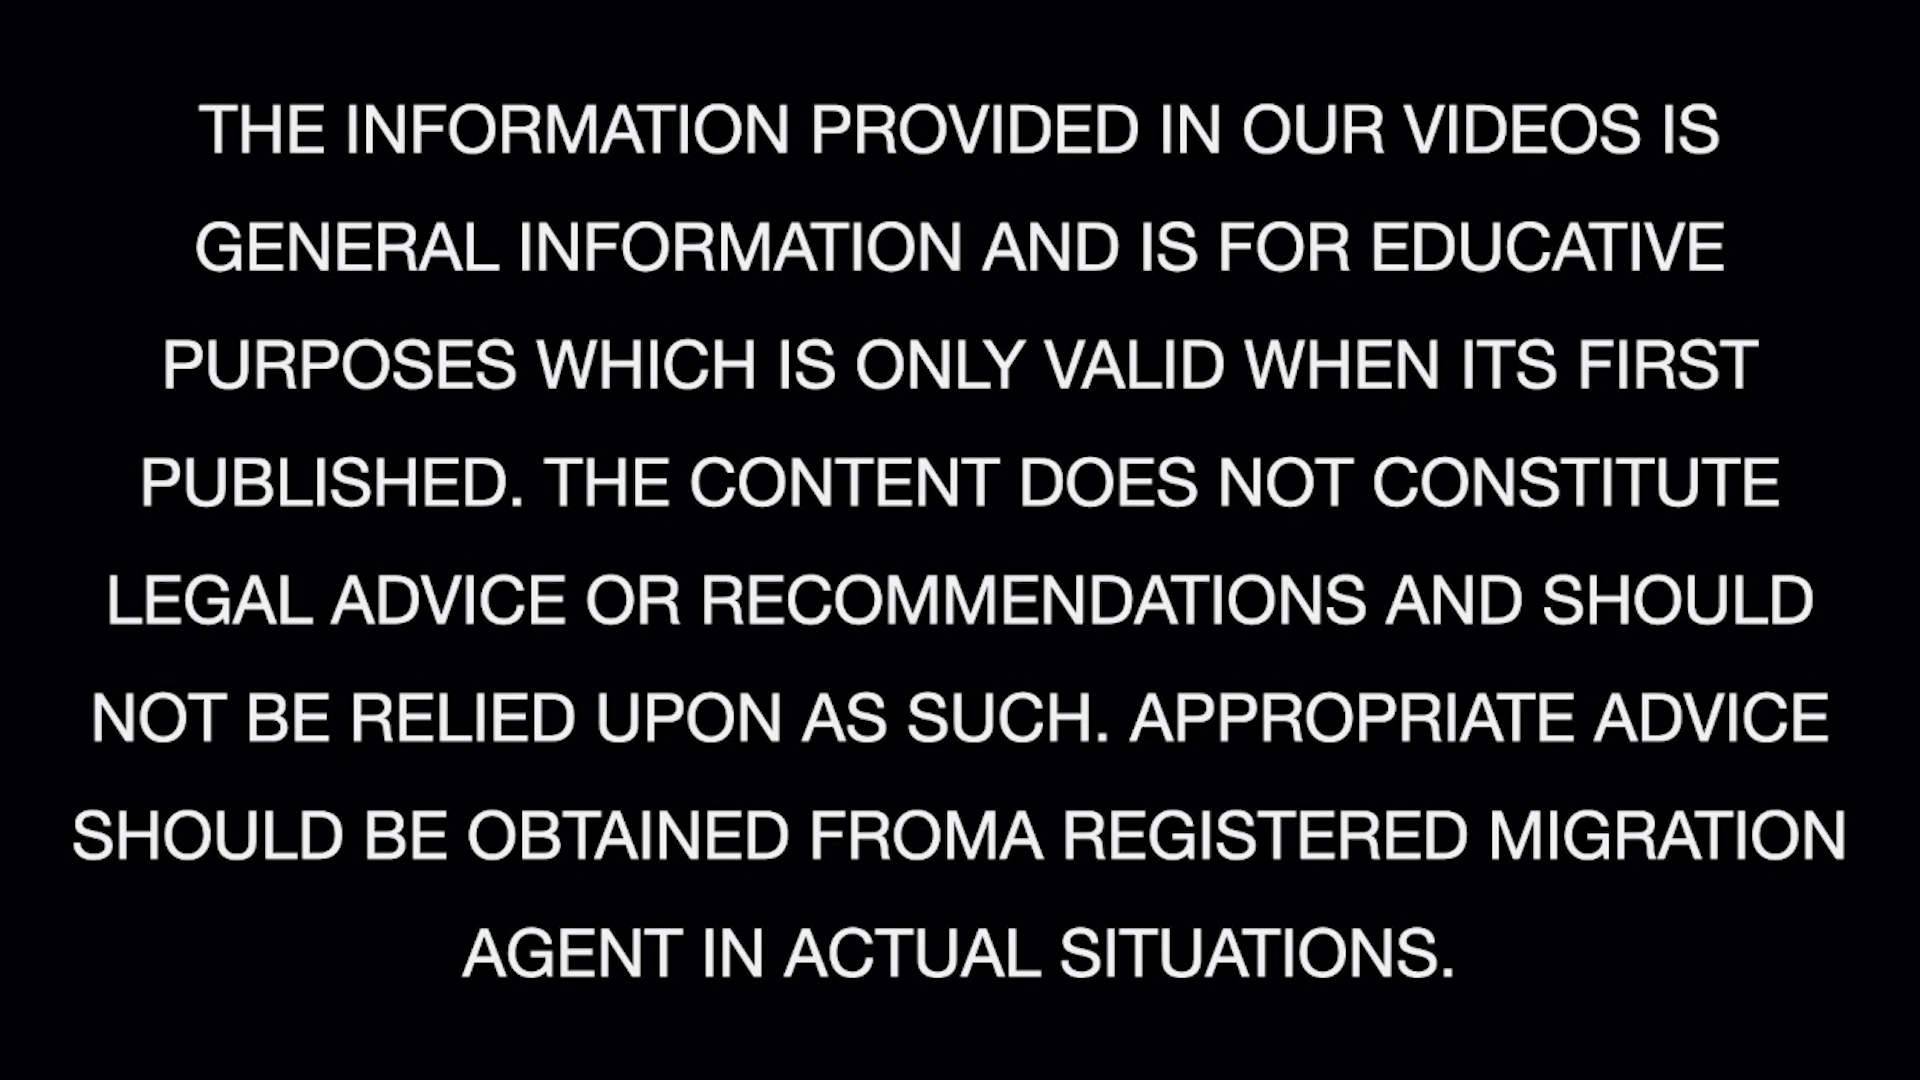 THE INFORMATION PROVIDED IN OUR VIDEOS IS
GENERAL INFORMATION AND IS FOR EDUCATIVE
PURPOSES WHICH IS ONLY VALID WHEN ITS FIRST
PUBLISHED. THE CONTENT DOES NOT CONSTITUTE
LEGAL ADVICE OR RECOMMENDATIONS AND SHOULD
NOT BE RELIED UPON AS SUCH. APPROPRIATE ADVICE
SHOULD BE OBTAINED FROMA REGISTERED MIGRATION
AGENT IN ACTUAL SITUATIONS.